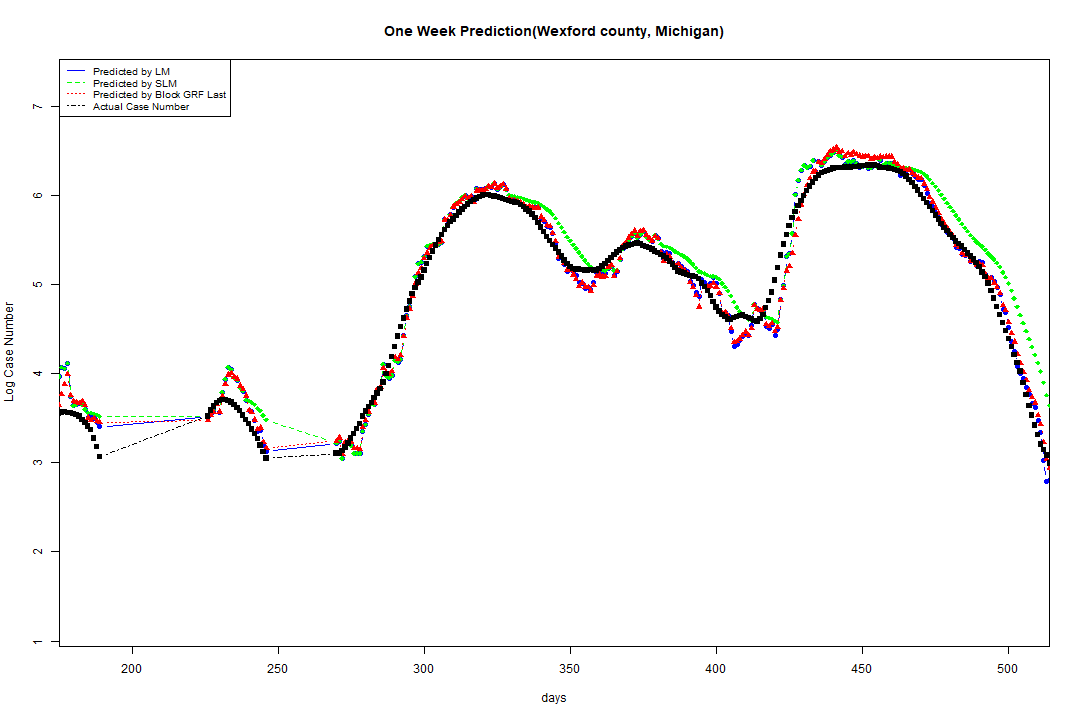 One Week Prediction(Wexford county, Michigan)
Predicted by LM
Predicted by SLM
Predicted by Block GRF Last
Actual Case Number
7
6
5
4
3
2
1
Log Case Number
200 250 300 350 400 450 500
days